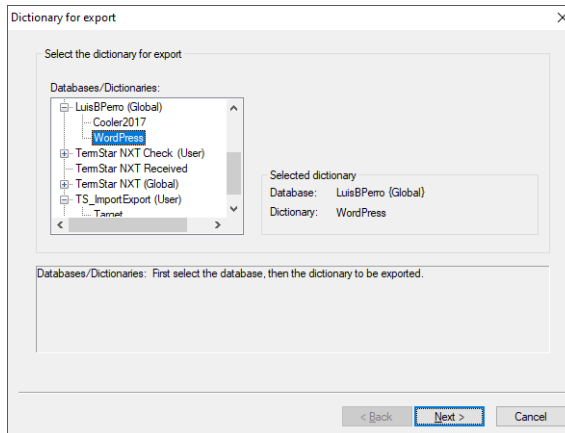 Dictionary for export
Select the dictionary for export
Databases/Dictionaries:
LuisBPerro (Global)
Cooler2017
WordPress
TermStar NXT Check (User)
TermStar NXT Received
TermStar NXT (Global)
TS_ImportExport (User)
Target
Selected dictionary
Database: LuisBPerro {Global}
Dictionary: WordPress
Databases/Dictionaries: First select the database, then the dictionary to be exported.
< Back Next > Cancel